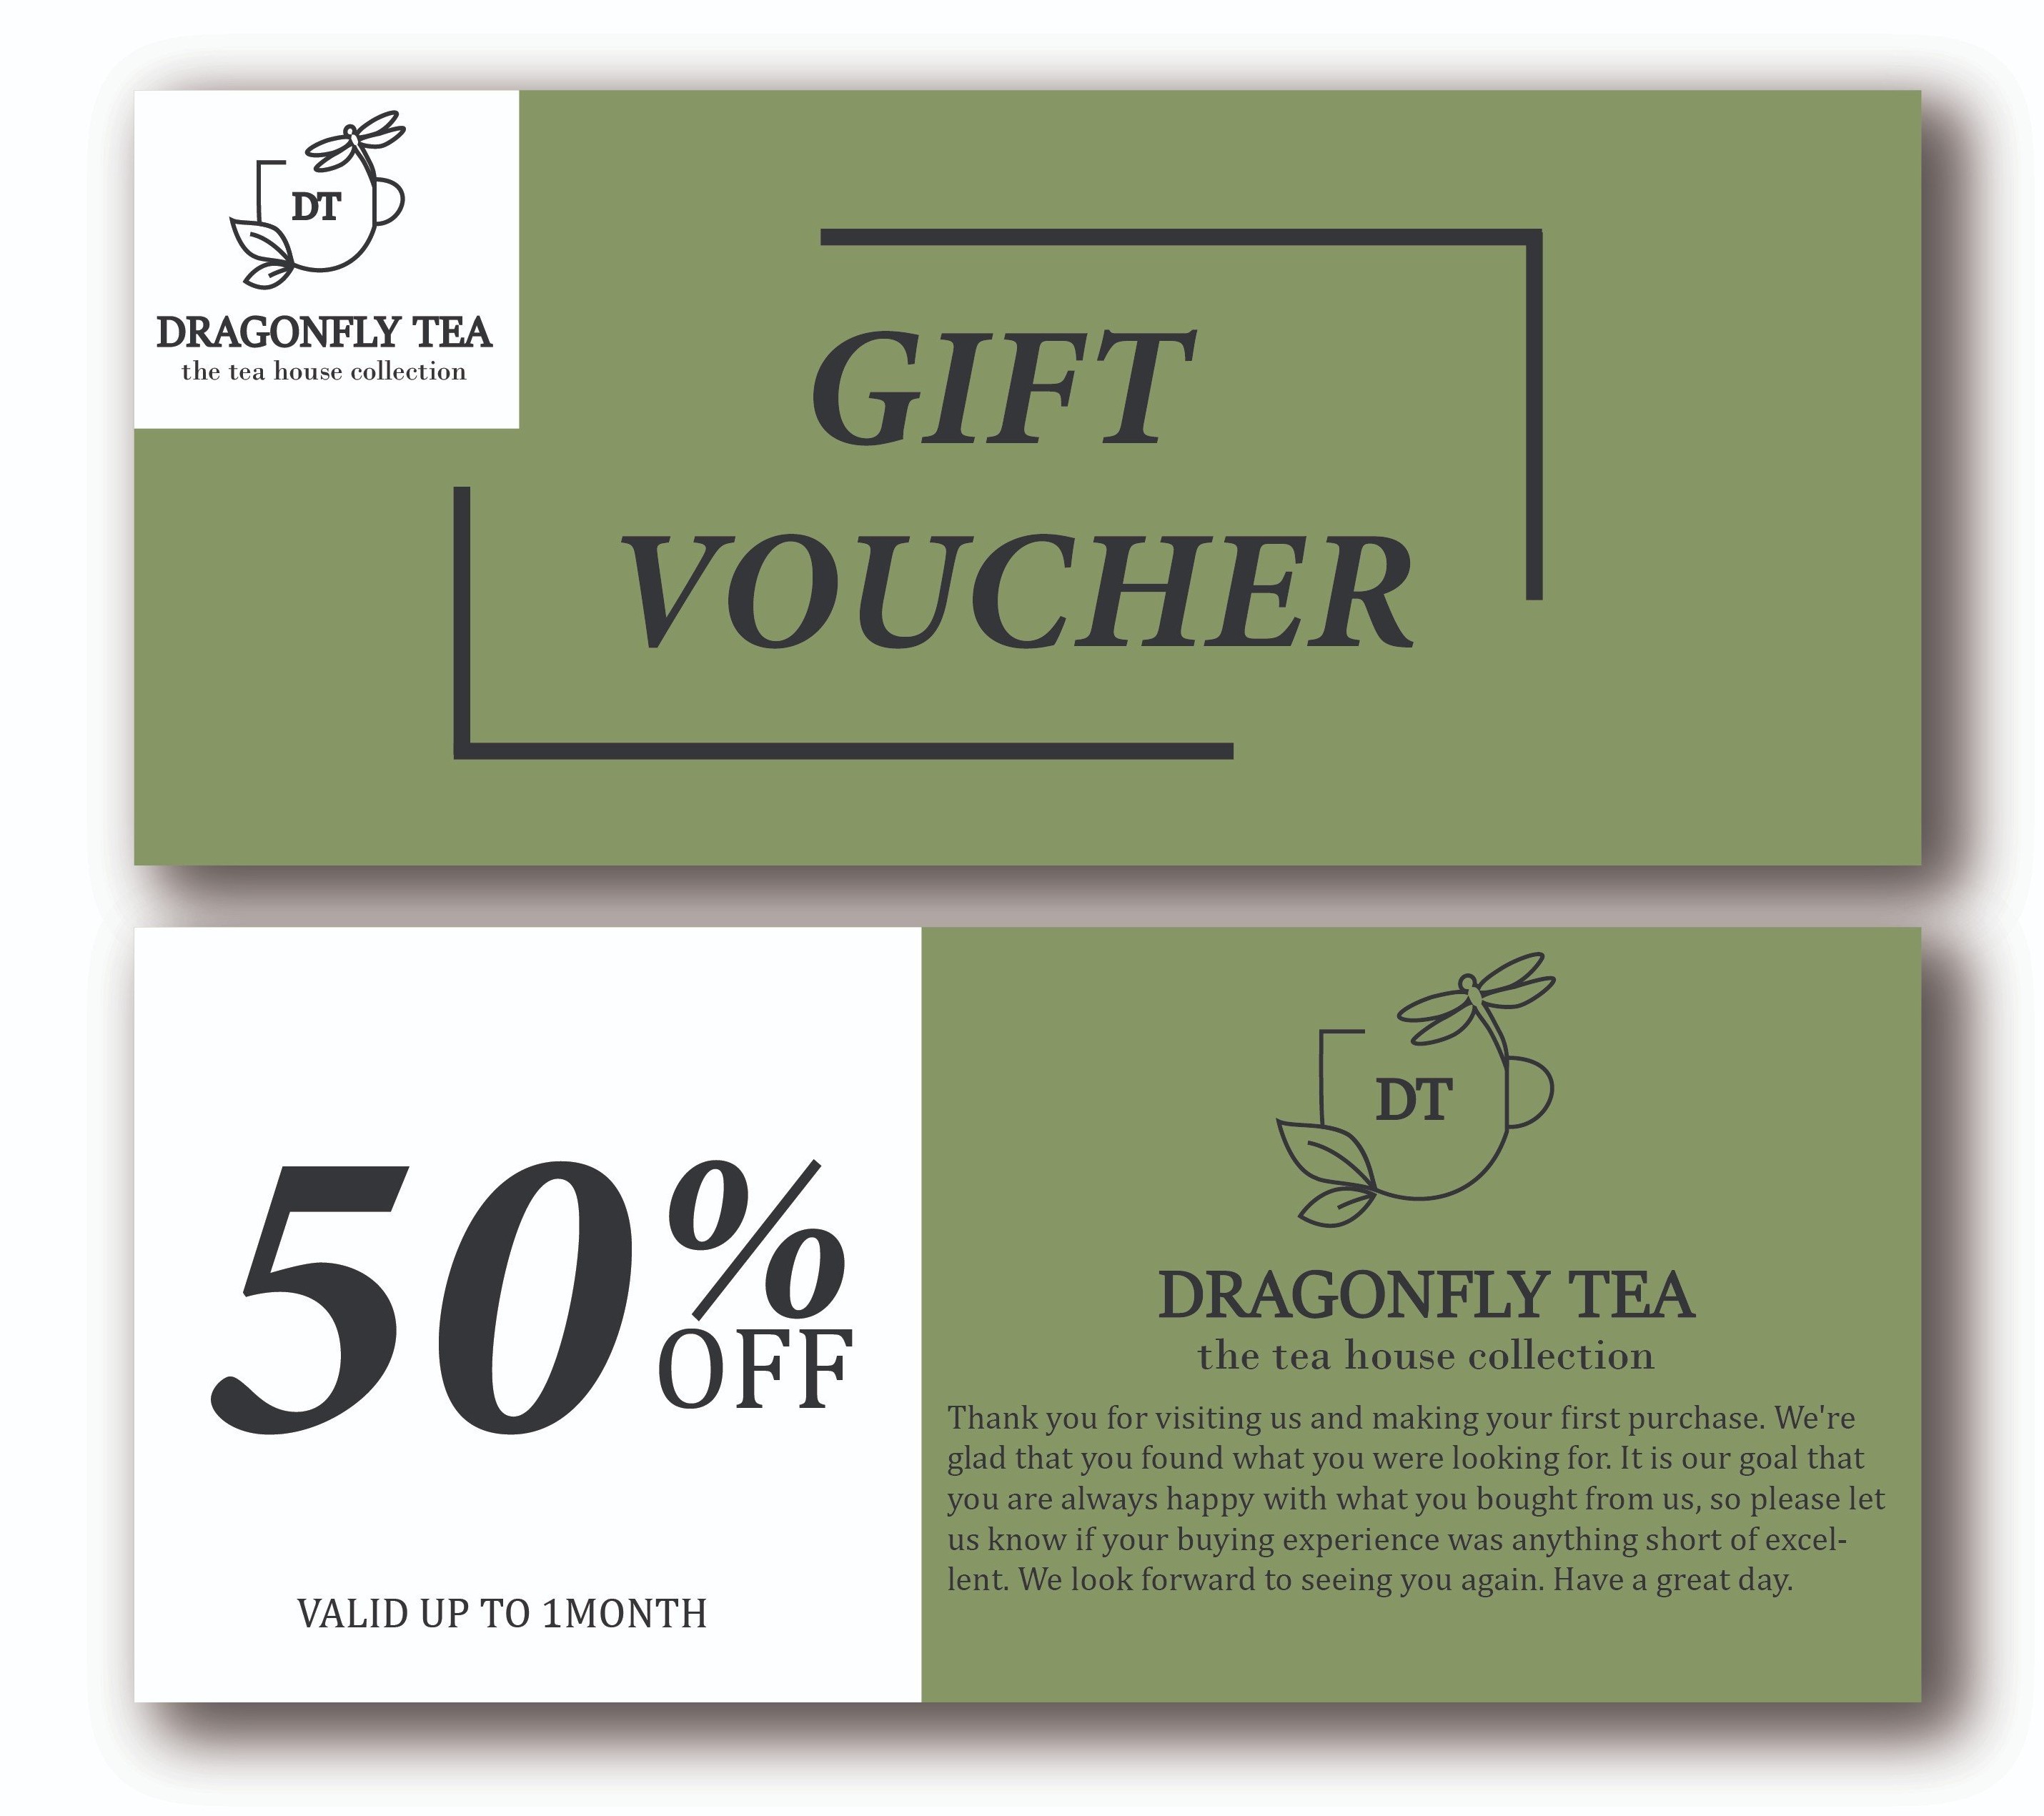 DT
DRAGONFLY TEA
the tea house collection
GIFT
VOUCHER
50%
OFF
VALID UP TO 1MONTH
DT
DRAGONFLY TEA
the tea house collection
Thank you for visiting us and making your first purchase. We're
glad that you found what you were looking for. It is our goal that
you are always happy with what you bought from us, so please let
us know if your buying experience was anything short of excel-
lent. We look forward to seeing you again. Have a great day.